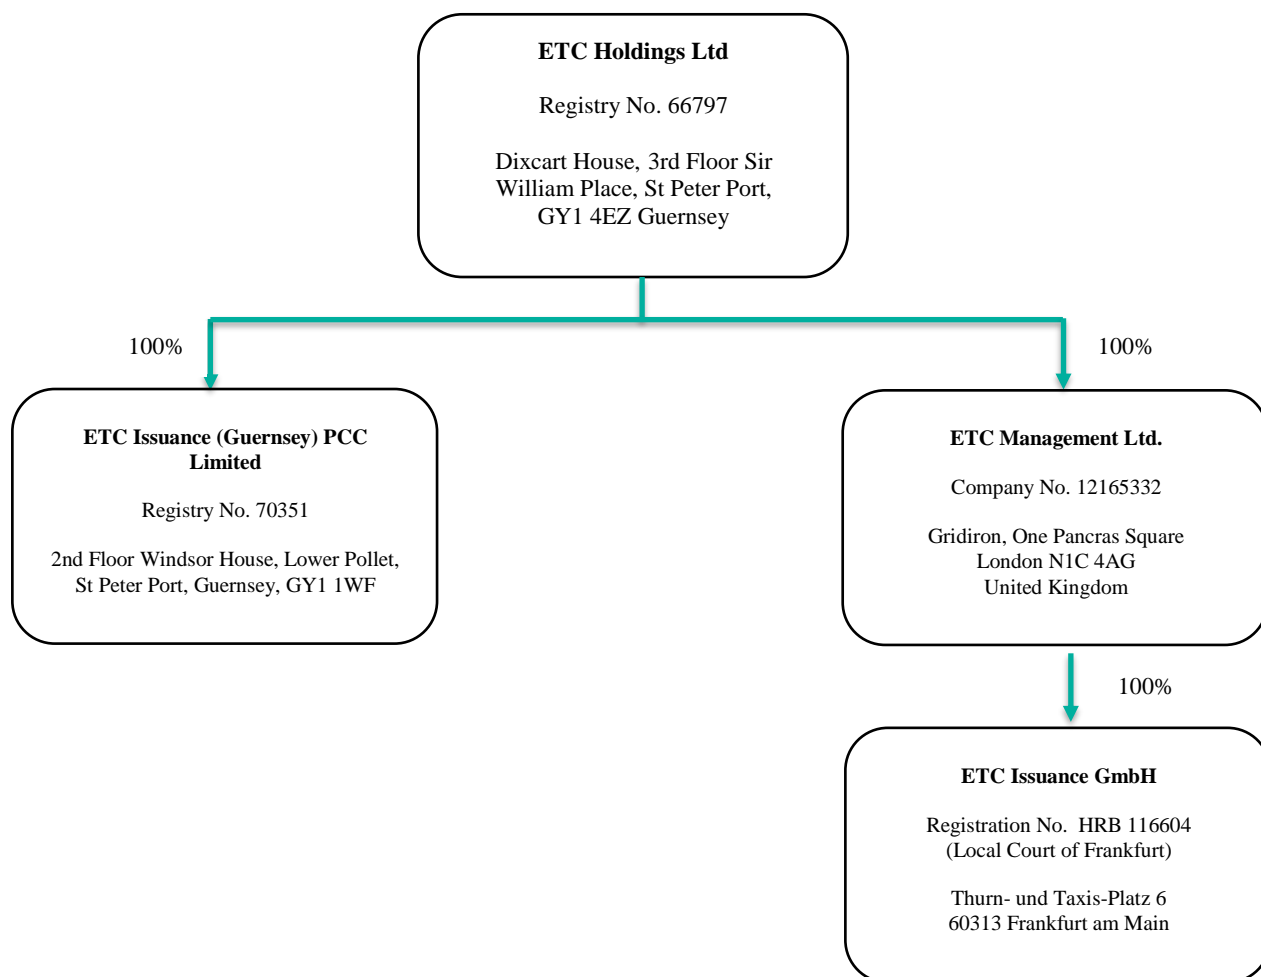 ETC Holdings Ltd
Registry No. 66797
Dixcart House, 3rd Floor Sir
William Place, St Peter Port,
GY1 4EZ Guernsey
100%
100%
ETC Issuance (Guernsey) PCC
Limited
Registry No. 70351
2nd Floor Windsor House, Lower Pollet,
St Peter Port, Guernsey, GY1 1WF
ETC Management Ltd.
Company No. 12165332
Gridiron, One Pancras Square
London N1C 4AG
United Kingdom
100%
ETC Issuance GmbH
Registration No. HRB 116604
(Local Court of Frankfurt)
Thurn- und Taxis-Platz 6
60313 Frankfurt am Main